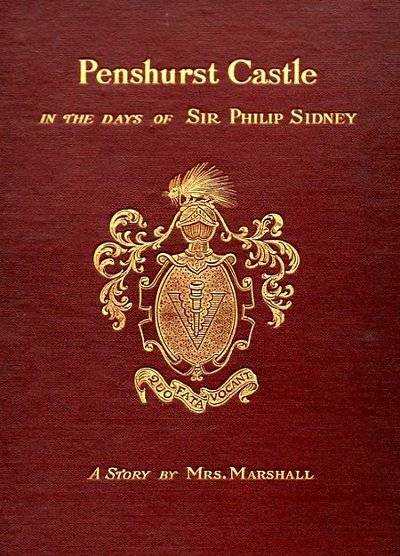 Penshurst Castle
IN THE DAYS OF SIR PHILIP SIDNEY
QUO FATA VOCANT
A STORY BY MRS. MARSHALL